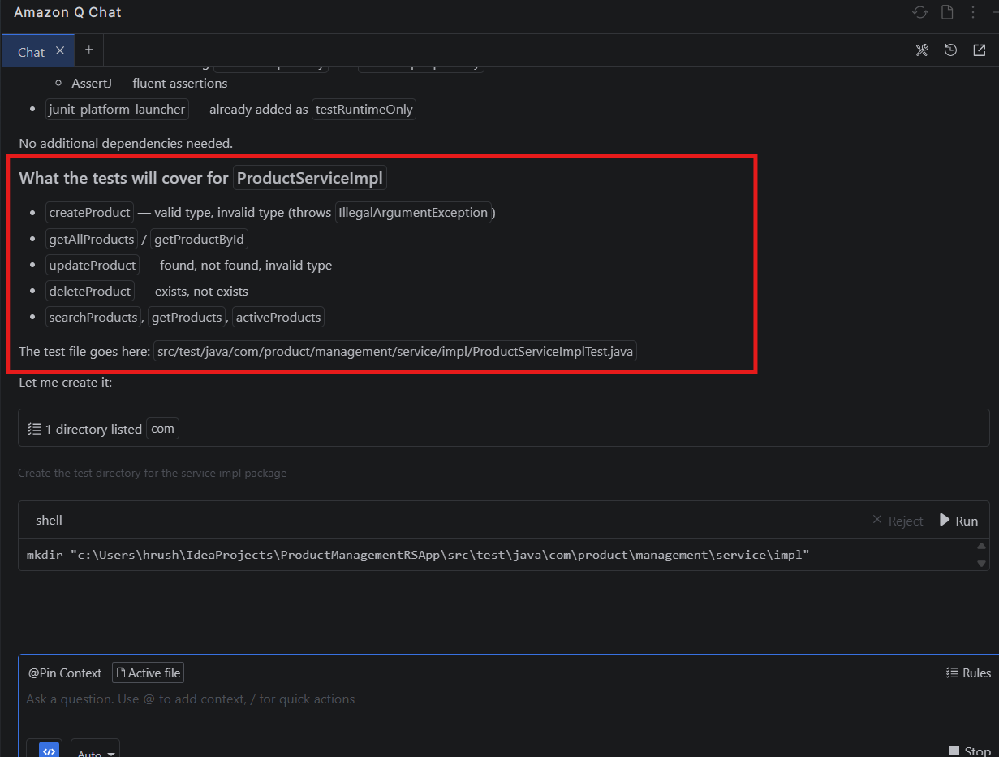 Amazon Q Chat
Chat
AssertJ — fluent assertions
junit-platform-launcher — already added as testRuntimeOnly
No additional dependencies needed.
What the tests will cover for ProductServiceImpl
createProduct — valid type, invalid type (throws IllegalArgumentException)
getAllProducts / getProductById
updateProduct — found, not found, invalid type
deleteProduct — exists, not exists
searchProducts, getProducts, activeProducts
The test file goes here: src/test/java/com/product/management/service/impl/ProductServiceImplTest.java
Let me create it:
1 directory listed com
Create the test directory for the service impl package
shell
Reject Run
mkdir "c:\Users\hrush\IdeaProjects\ProductManagementRSApp\src\test\java\com\product\management\service\impl"
@Pin Context Active file Rules
Ask a question. Use @ to add context, / for quick actions
Auto Stop